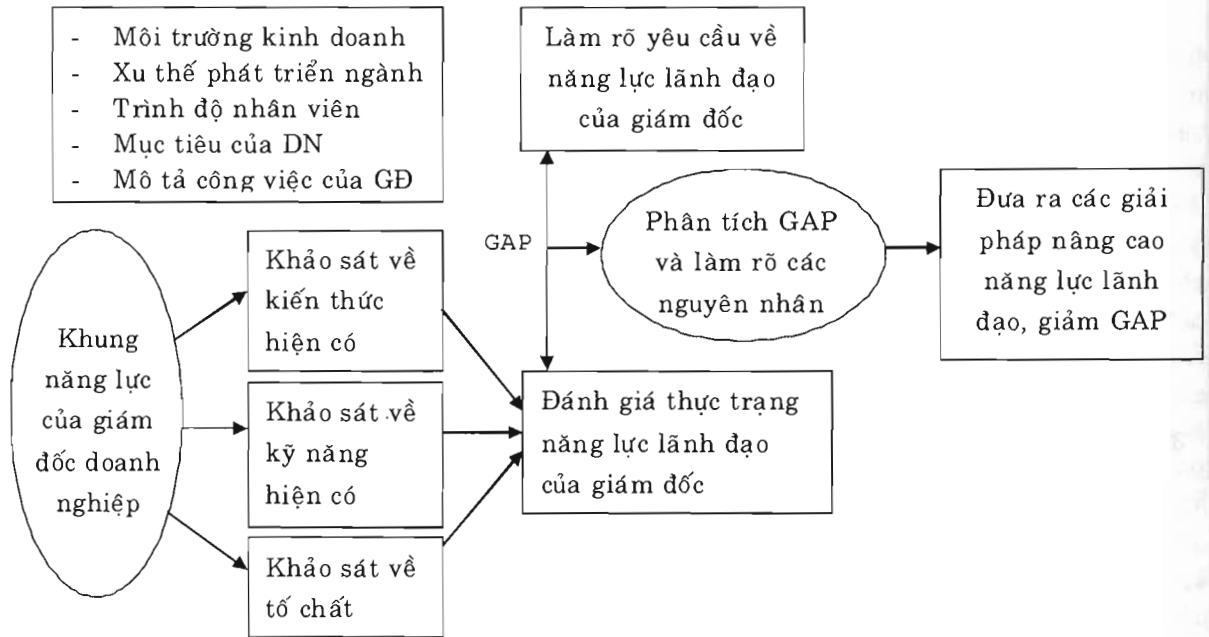 - Môi trường kinh doanh
- Xu thế phát triển ngành
- Trình độ nhân viên
- Mục tiêu của DN
- Mô tả công việc của GĐ
Làm rõ yêu cầu về
năng lực lãnh đạo
của giám đốc
GAP
Phân tích GAP
và làm rõ các
nguyên nhân
Đưa ra các giải
pháp nâng cao
năng lực lãnh
đạo, giảm GAP
Khung
năng lực
của giám
đốc doanh
nghiệp
Khảo sát về
kiến thức
hiện có
Khảo sát về
kỹ năng
hiện có
Khảo sát về
tố chất
Đánh giá thực trạng
năng lực lãnh đạo
của giám đốc